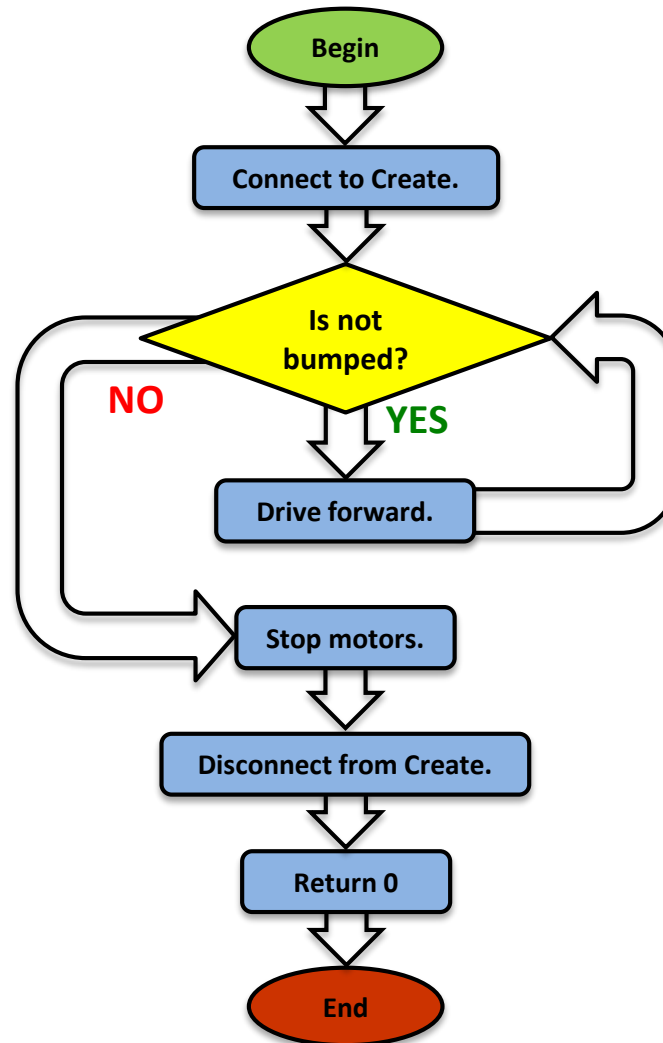 Begin
Connect to Create.
Is not
bumped?
NO
YES
Drive forward.
Stop motors.
Disconnect from Create.
Return 0
End